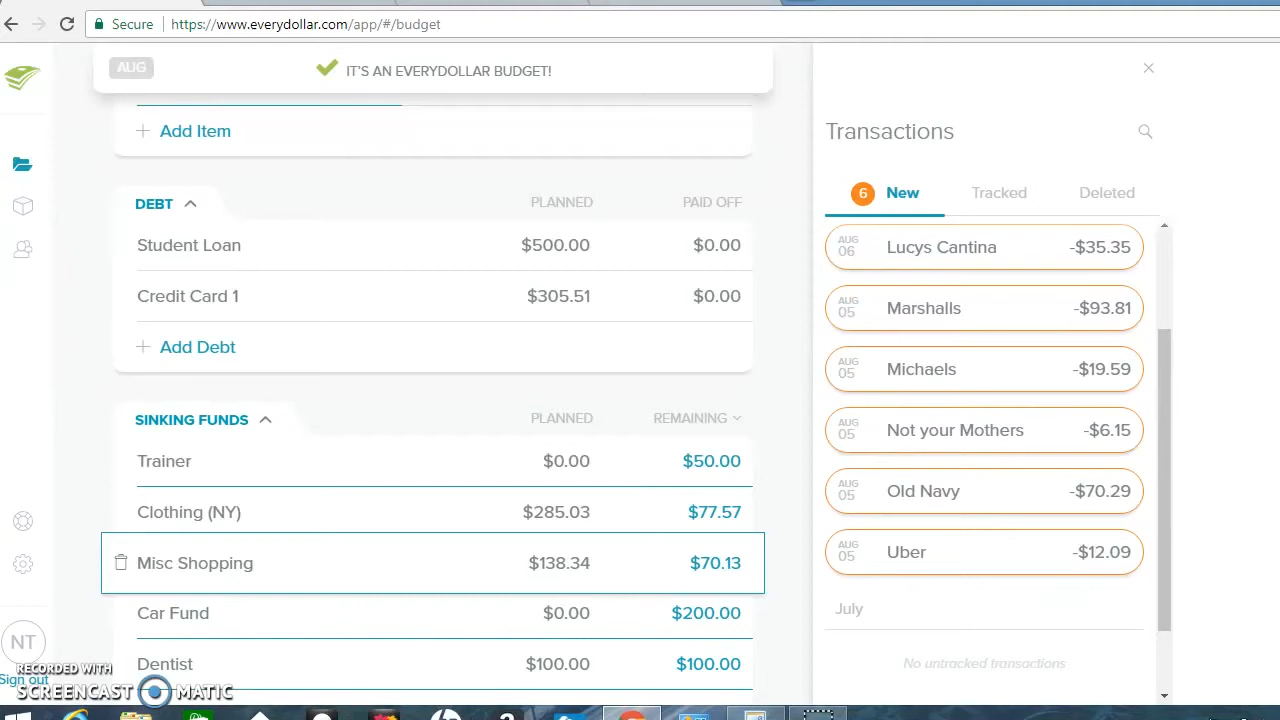 Secure https://www.everydollar.com/app/#/budget
AUG IT'S AN EVERYDOLLAR BUDGET!
+ Add Item
DEBT PLANNED PAID OFF
Student Loan $500.00 $0.00
Credit Card 1 $305.51 $0.00
+ Add Debt
SINKING FUNDS PLANNED REMAINING
Trainer $0.00 $50.00
Clothing (NY) $285.03 $77.57
Misc Shopping $138.34 $70.13
Car Fund $0.00 $200.00
Dentist $100.00 $100.00
Transactions
6 New Tracked Deleted
AUG 06 Lucys Cantina -$35.35
AUG 05 Marshalls -$93.81
AUG 05 Michaels -$19.59
AUG 05 Not your Mothers -$6.15
AUG 05 Old Navy -$70.29
AUG 05 Uber -$12.09
July
No untracked transactions
NT
Sign out
RECORDED WITH
SCREENCAST MATIC